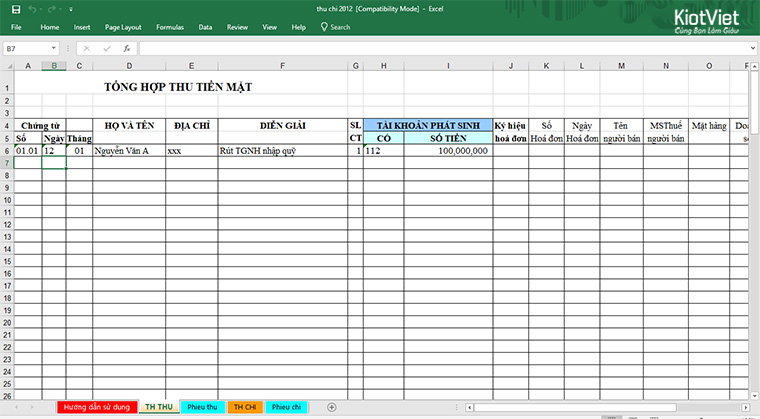 thu chi 2012 [Compatibility Mode] - Excel
KiotViet
Cùng Bạn Làm Giàu
File Home Insert Page Layout Formulas Data Review View Help Search
B7 fx
A B C D E F G H I J K L M N O P
1 TỔNG HỢP THU TIỀN MẶT
2
3
4 Chứng từ HỌ VÀ TÊN ĐỊA CHỈ DIỄN GIẢI SL TÀI KHOẢN PHÁT SINH Ký hiệu Số Ngày Tên MSThuế Mặt hàng Doa
5 Số Ngày Tháng CT CÓ SỐ TIỀN hoá đơn Hoá đơn Hoá đơn người bán người bán s
6 01.01 12 01 Nguyễn Văn A xxx Rút TGNH nhập quỹ 1 112 100,000,000
7
8
9
10
11
12
13
14
15
16
17
18
19
20
21
22
23
24
25
26
Hướng dẫn sử dụng TH THU Phieu thu TH CHI Phieu chi